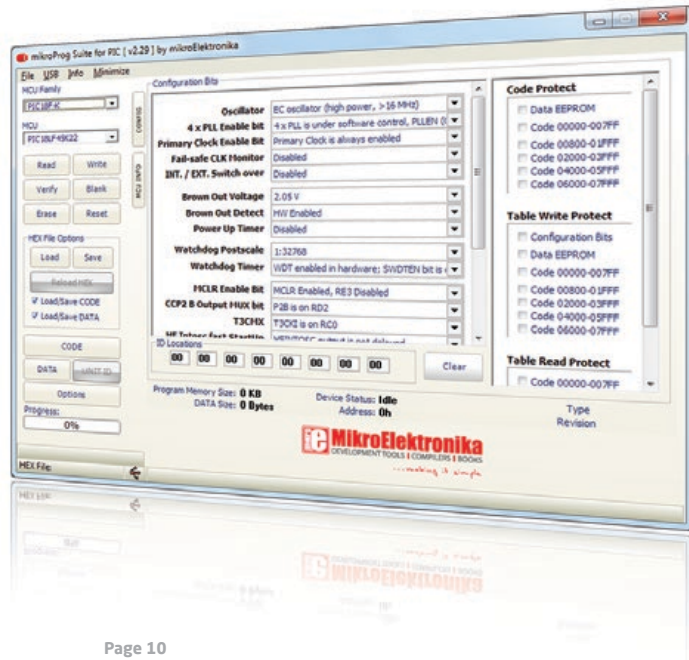 mikroProg Suite for PIC [ v2.29 ] by mikroElektronika
File USB Info Minimize
MCU Family
PIC18F-K
MCU
PIC18LF49K22
Read Write
Verify Blank
Erase Reset
HEX File Options
Load Save
Reload HEX
Load/Save CODE
Load/Save DATA
CODE
DATA UNIT ID
Options
Progress:
0%
HEX File:
CONFIG
MCU INFO
Configuration Bits
Oscillator EC oscillator (high power, >16 MHz)
4 x PLL Enable bit 4 x PLL is under software control, PLLEN (O
Primary Clock Enable Bit Primary Clock is always enabled
Fail-safe CLK Monitor Disabled
INT. / EXT. Switch over Disabled
Brown Out Voltage 2.05 V
Brown Out Detect HW Enabled
Power Up Timer Disabled
Watchdog Postscale 1:32768
Watchdog Timer WDT enabled in hardware; SWDTEN bit is
MCLR Enable Bit MCLR Enabled, RE3 Disabled
CCP2 B Output MUX bit P2B is on RD2
T3CMX T3CKI is on RC0
HF Intosc fast StartUp HFINTOSC output is not delayed
ID Locations
00 00 00 00 00 00 00 00
Clear
Program Memory Size: 0 KB
DATA Size: 0 Bytes
Device Status: Idle
Address: 0h
Code Protect
Data EEPROM
Code 00000-007FF
Code 00800-01FFF
Code 02000-03FFF
Code 04000-05FFF
Code 06000-07FFF
Table Write Protect
Configuration Bits
Data EEPROM
Code 00000-007FF
Code 00800-01FFF
Code 02000-03FFF
Code 04000-05FFF
Code 06000-07FFF
Table Read Protect
Code 00000-007FF
Type
Revision
MikroElektronika
DEVELOPMENT TOOLS | COMPILERS | BOOKS
...making it simple
Page 10